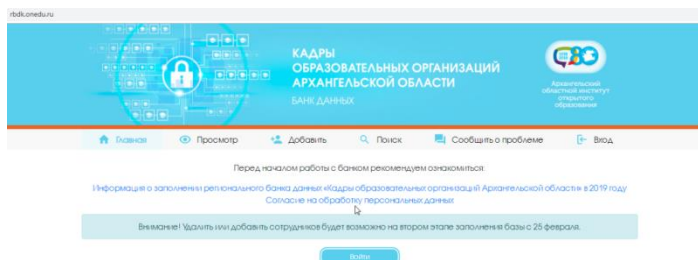 rbdk.onedu.ru
КАДРЫ
ОБРАЗОВАТЕЛЬНЫХ ОРГАНИЗАЦИЙ
АРХАНГЕЛЬСКОЙ ОБЛАСТИ
БАНК ДАННЫХ
Архангельский
областной институт
открытого
образования
Главная Просмотр Добавить Поиск Сообщить о проблеме Вход
Перед началом работы с банком рекомендуем ознакомиться:
Информация о заполнении регионального банка данных «Кадры образовательных организаций Архангельской области» в 2019 году
Согласие на обработку персональных данных
Внимание! Удалить или добавить сотрудников будет возможно на втором этапе заполнения базы с 25 февраля.
Войти